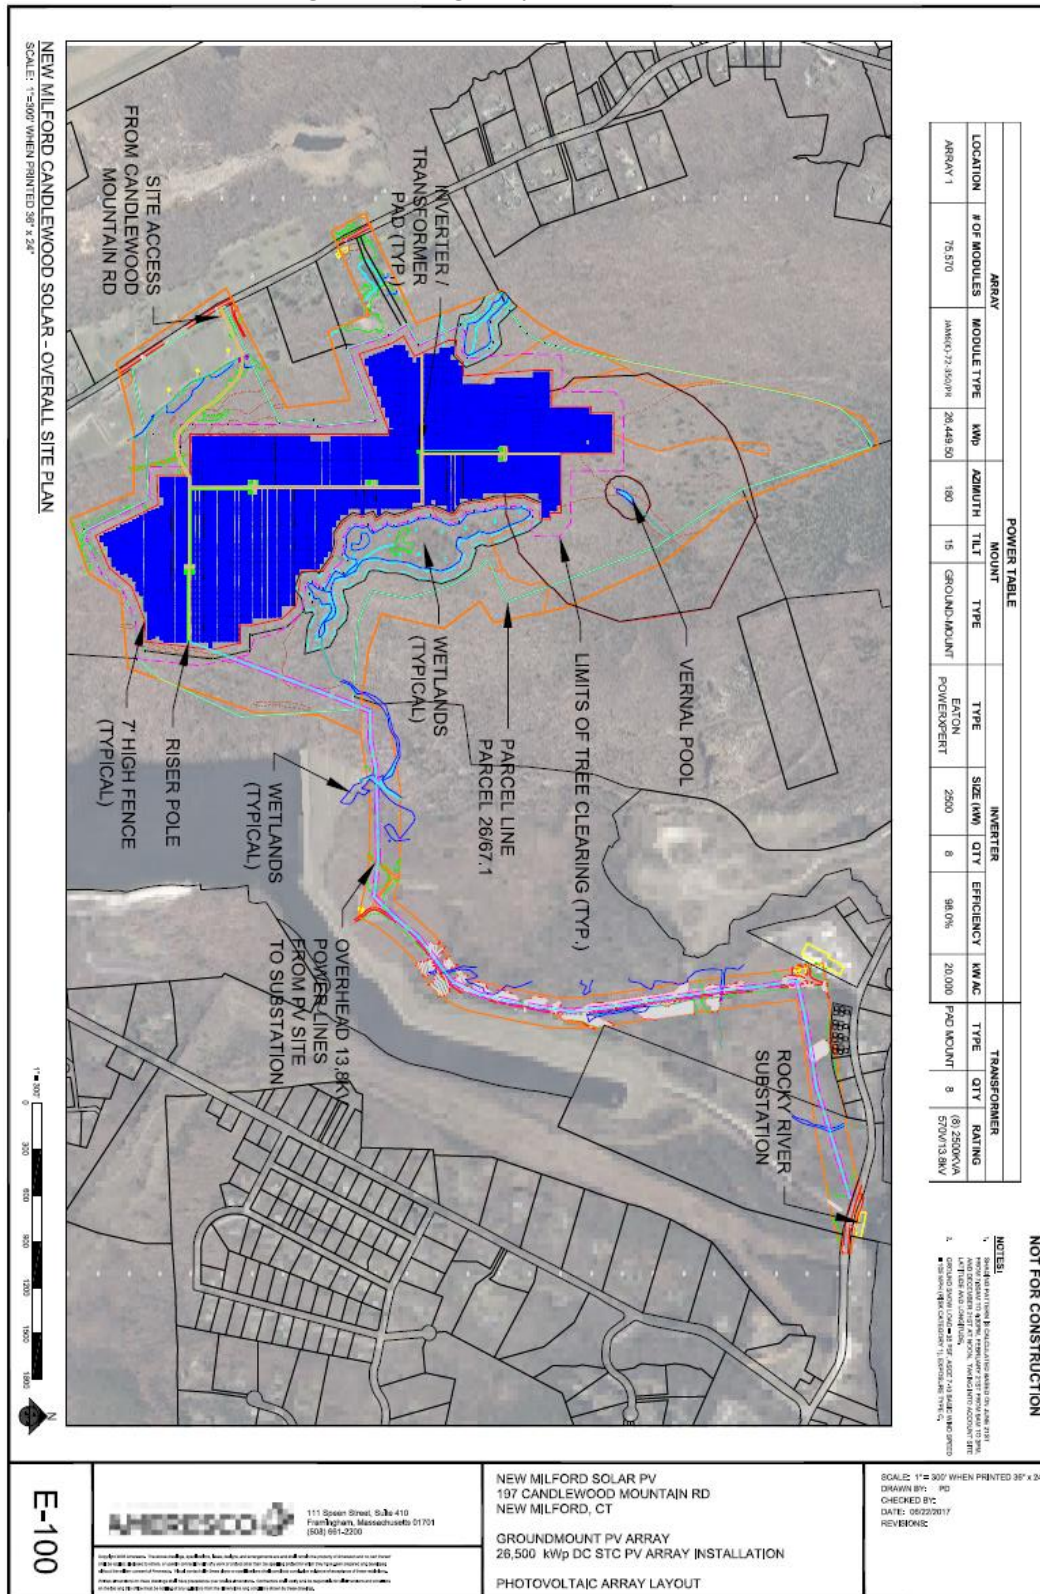 NOT FOR CONSTRUCTION
NOTES:
POWER TABLE
ARRAY
MOUNT
INVERTER
TRANSFORMER
LOCATION # OF MODULES MODULE TYPE kWp AZIMUTH TILT TYPE TYPE SIZE (kW) QTY EFFICIENCY kW AC TYPE QTY RATING
ARRAY 1 75,570 26,449.50 180 15 GROUND-MOUNT EATON POWERXPERT 2500 8 98.0% 20,000 PAD MOUNT 8 (8) 2500KVA
570V/13.8KV
VERNAL POOL
LIMITS OF TREE CLEARING (TYP.)
PARCEL LINE
PARCEL 26/67.1
WETLANDS
(TYPICAL)
INVERTER /
TRANSFORMER
PAD (TYP.)
SITE ACCESS
FROM CANDLEWOOD
MOUNTAIN RD
ROCKY RIVER
SUBSTATION
OVERHEAD 13.8KV
POWER LINES
FROM PV SITE
TO SUBSTATION
WETLANDS
(TYPICAL)
RISER POLE
7' HIGH FENCE
(TYPICAL)
NEW MILFORD CANDLEWOOD SOLAR - OVERALL SITE PLAN
SCALE: 1"=300' WHEN PRINTED 36" x 24"
1"=300'
0 300 600 900 1200 1500 1800
N
E-100
AMERESCO
111 Speen Street, Suite 410
Framingham, Massachusetts 01701
(508) 661-2200
NEW MILFORD SOLAR PV
197 CANDLEWOOD MOUNTAIN RD
NEW MILFORD, CT
GROUNDMOUNT PV ARRAY
26,500 kWp DC STC PV ARRAY INSTALLATION
PHOTOVOLTAIC ARRAY LAYOUT
SCALE: 1"= 300' WHEN PRINTED 36" x 24
DRAWN BY: PD
CHECKED BY:
DATE: 06/22/2017
REVISIONS: